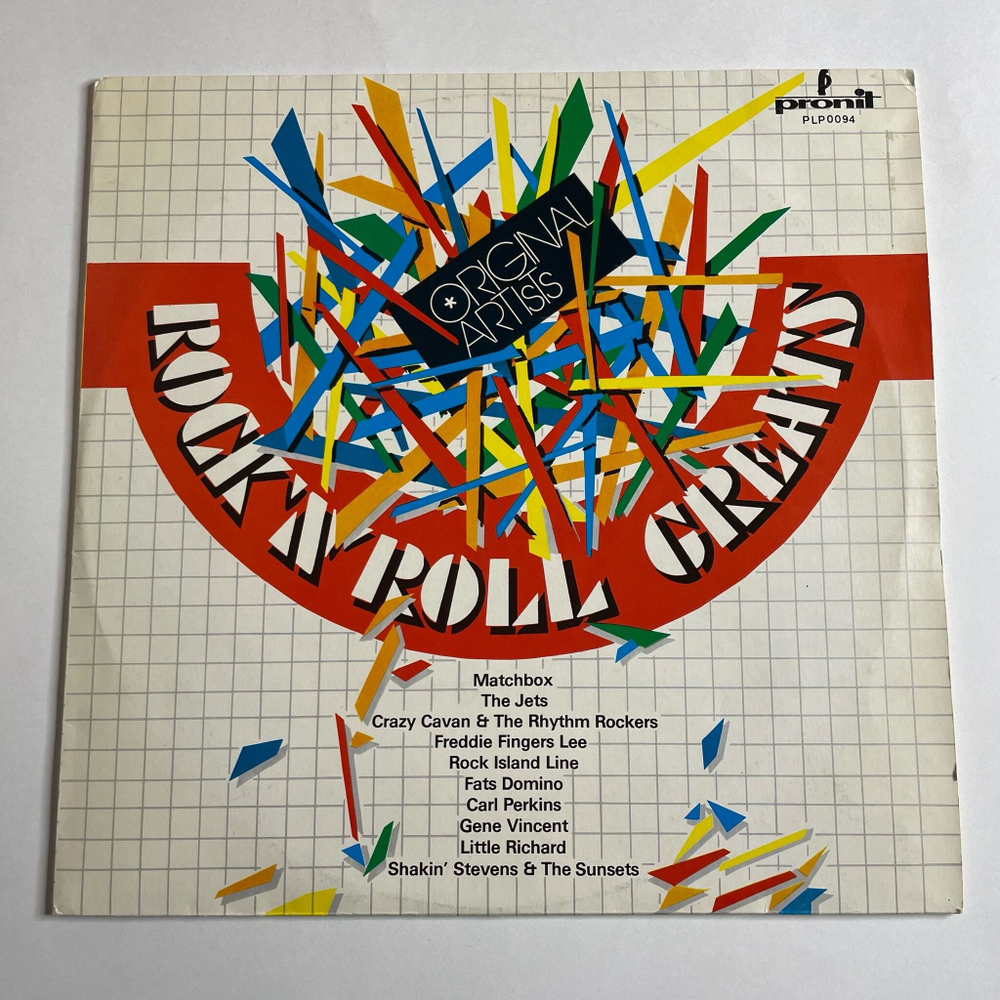 pronit
PLP0094
* ORIGINAL
ARTISTS
ROCK 'N' ROLL GREATS
Matchbox
The Jets
Crazy Cavan & The Rhythm Rockers
Freddie Fingers Lee
Rock Island Line
Fats Domino
Carl Perkins
Gene Vincent
Little Richard
Shakin' Stevens & The Sunsets